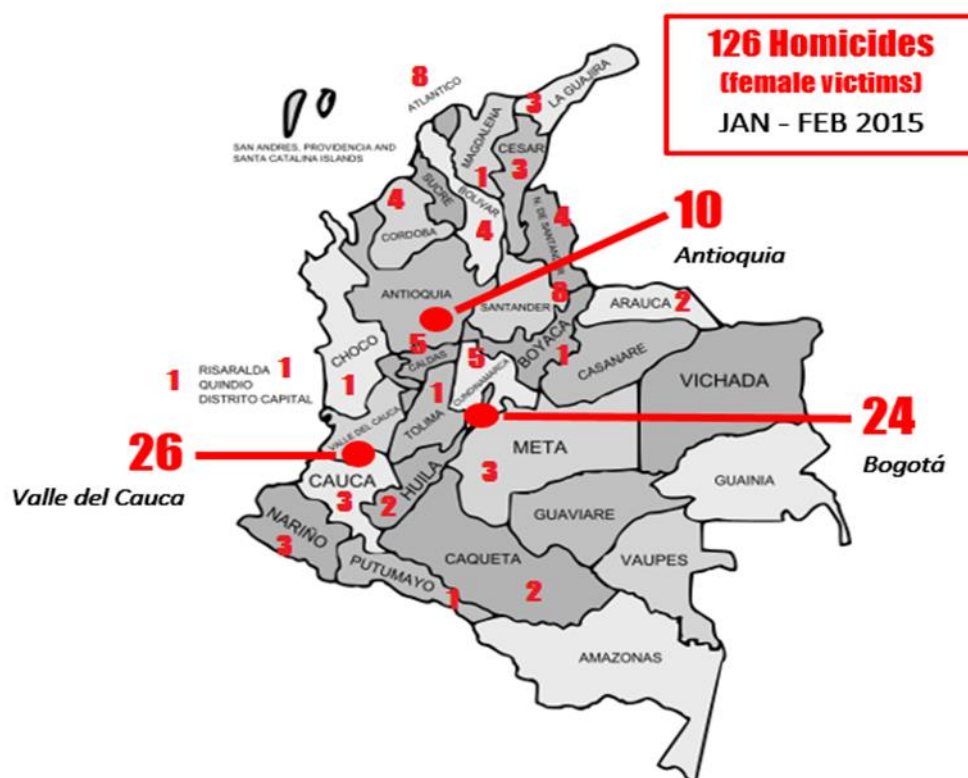 126 Homicides
(female victims)
JAN - FEB 2015
8
ATLANTICO
3
LA GUAJIRA
SAN ANDRES, PROVIDENCIA AND
SANTA CATALINA ISLANDS
MAGDALENA
1
CESAR
3
SUCRE
BOLIVAR
4
4
CORDOBA
4
N. DE SANTANDER
10
Antioquia
ANTIOQUIA
SANTANDER
8
ARAUCA
2
CHOCO
1
5
CALDAS
5
CUNDINAMARCA
BOYACA
1
CASANARE
VICHADA
1
RISARALDA
1
QUINDIO
DISTRITO CAPITAL
1
TOLIMA
VALLE DEL CAUCA
26
Valle del Cauca
24
Bogotá
META
3
CAUCA
3
HUILA
2
GUAINIA
GUAVIARE
NARIÑO
3
PUTUMAYO
1
CAQUETA
2
VAUPES
AMAZONAS